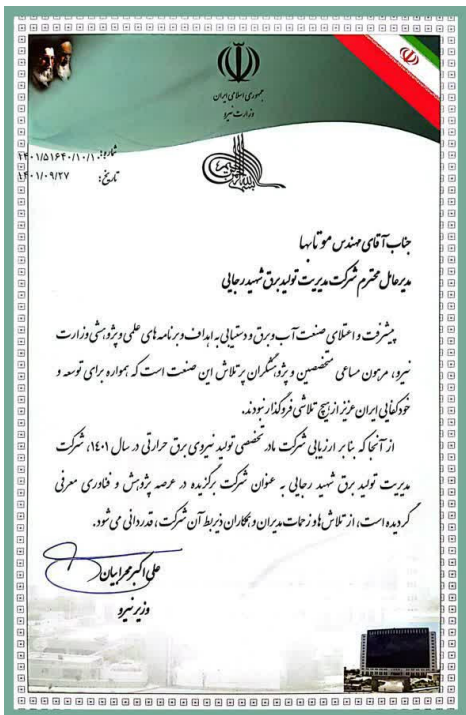 جمهوری اسلامی ایران
وزارت نیرو
شماره: ۱۴۰۱/۵۱۶۴۰/۱۰/۱۰
تاریخ: ۱۴۰۱/۰۹/۲۷
جناب آقای مهندس موتابها
مدیرعامل محترم شرکت مدیریت تولید برق شهید رجایی
پیشرفت و اعتلای صنعت آب و برق و دستیابی به اهداف و برنامه های علمی و پژوهشی وزارت
نیرو، مرهون مساعی متخصصین و پژوهشگران پرتلاش این صنعت است که همواره برای توسعه و
خودکفایی ایران عزیز از هیچ تلاشی فروگذار نبودند.
از آنجا که بنابر ارزیابی شرکت مادر تخصصی تولید نیروی برق حرارتی در سال ۱۴۰۱، شرکت
مدیریت تولید برق شهید رجایی به عنوان شرکت برگزیده در عرصه پژوهش و فناوری معرفی
گردیده است، از تلاش ها و زحمات مدیران و همکاران ذیربط آن شرکت، قدردانی می شود.
علی اکبر محرابیان
وزیر نیرو